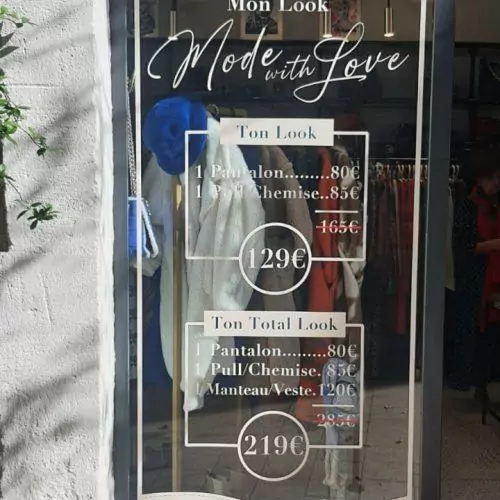 Mon Look
Mode with Love
Ton Look
1 Pantalon.........80€
1 Pull/Chemise..85€
165€
129€
Ton Total Look
1 Pantalon.........80€
1 Pull/Chemise. 85€
1 Manteau/Veste.120€
285€
219€